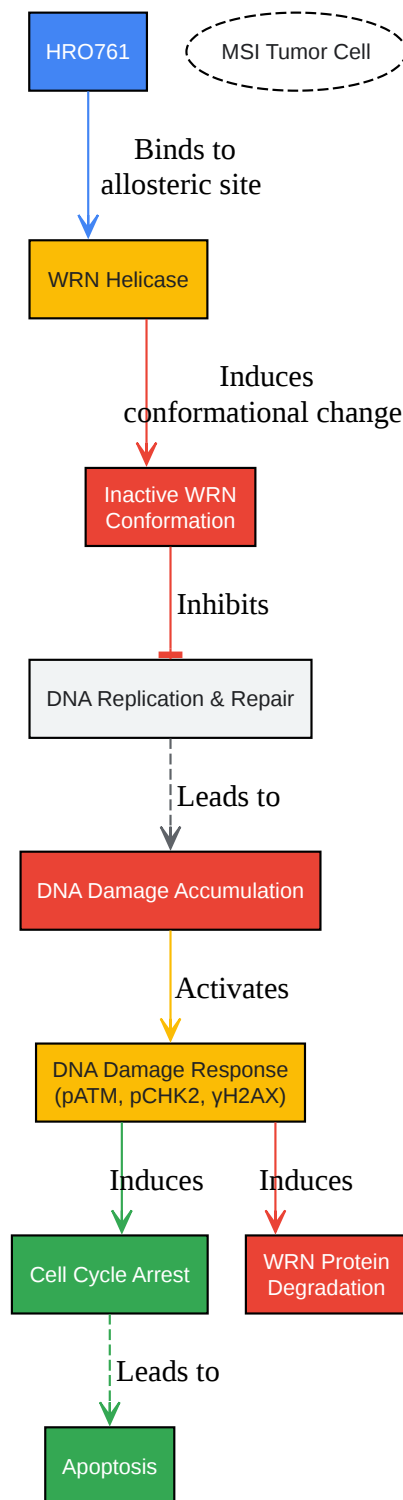 HRO761
MSI Tumor Cell
Binds to
allosteric site
WRN Helicase
Induces
conformational change
Inactive WRN
Conformation
Inhibits
DNA Replication & Repair
Leads to
DNA Damage Accumulation
Activates
DNA Damage Response
(pATM, pCHK2, γH2AX)
Induces
Induces
Cell Cycle Arrest
WRN Protein
Degradation
Leads to
Apoptosis